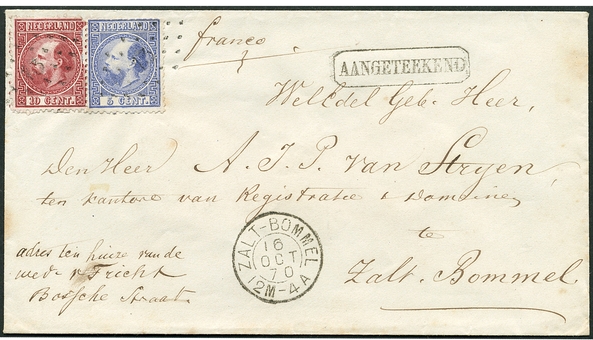 NEDERLAND
10 CENT.
NEDERLAND
5 CENT.
franco
AANGETEEKEND
WelEdel Geb. Heer,
Den Heer A. J. P. van Stryen,
ten kantore van Registratie & Domeinen
te
Zalt. Bommel
adres ten huize van de
wed. v Tricht
Bossche Straat.
ZALT-BOMMEL
16
OCT
70
12M-4A